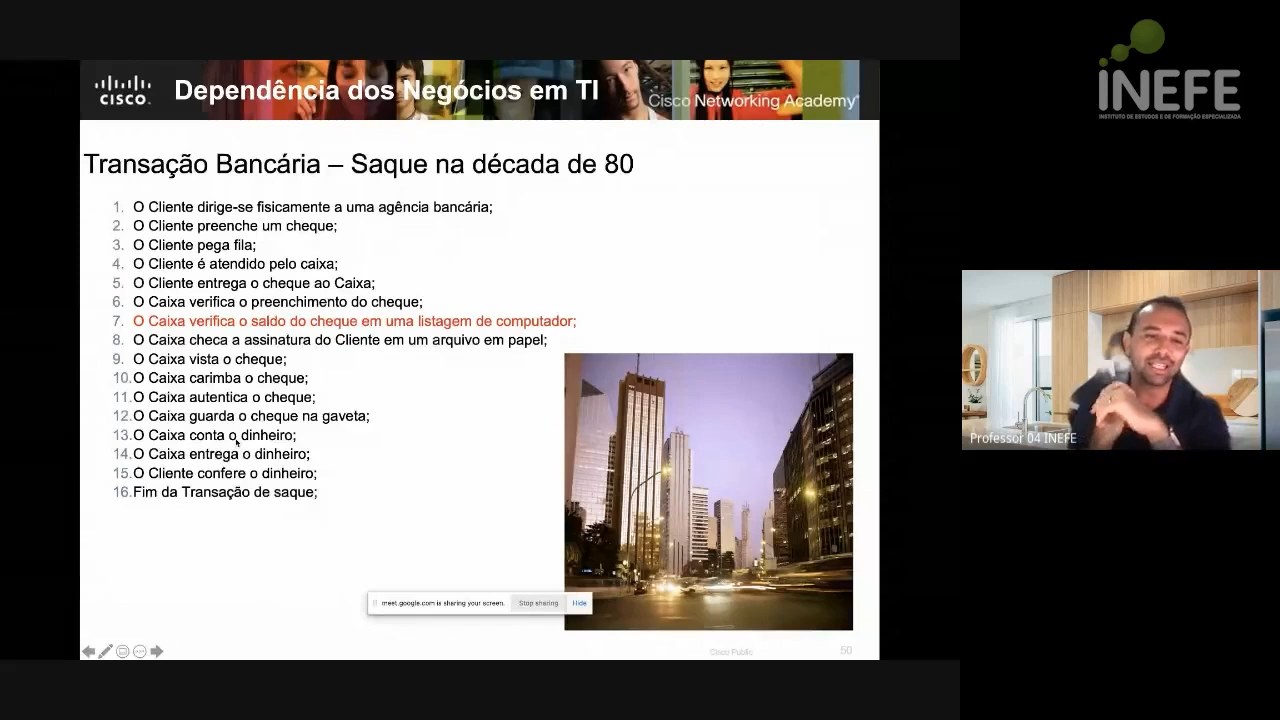 CISCO
Dependência dos Negócios em TI
Cisco Networking Academy
Transação Bancária – Saque na década de 80
1. O Cliente dirige-se fisicamente a uma agência bancária;
2. O Cliente preenche um cheque;
3. O Cliente pega fila;
4. O Cliente é atendido pelo caixa;
5. O Cliente entrega o cheque ao Caixa;
6. O Caixa verifica o preenchimento do cheque;
7. O Caixa verifica o saldo do cheque em uma listagem de computador;
8. O Caixa checa a assinatura do Cliente em um arquivo em papel;
9. O Caixa vista o cheque;
10. O Caixa carimba o cheque;
11. O Caixa autentica o cheque;
12. O Caixa guarda o cheque na gaveta;
13. O Caixa conta o dinheiro;
14. O Caixa entrega o dinheiro;
15. O Cliente confere o dinheiro;
16. Fim da Transação de saque;
meet.google.com is sharing your screen. Stop sharing Hide
Cisco Public 50
INEFE
INSTITUTO DE ESTUDOS E DE FORMAÇÃO ESPECIALIZADA
Professor 04 INEFE